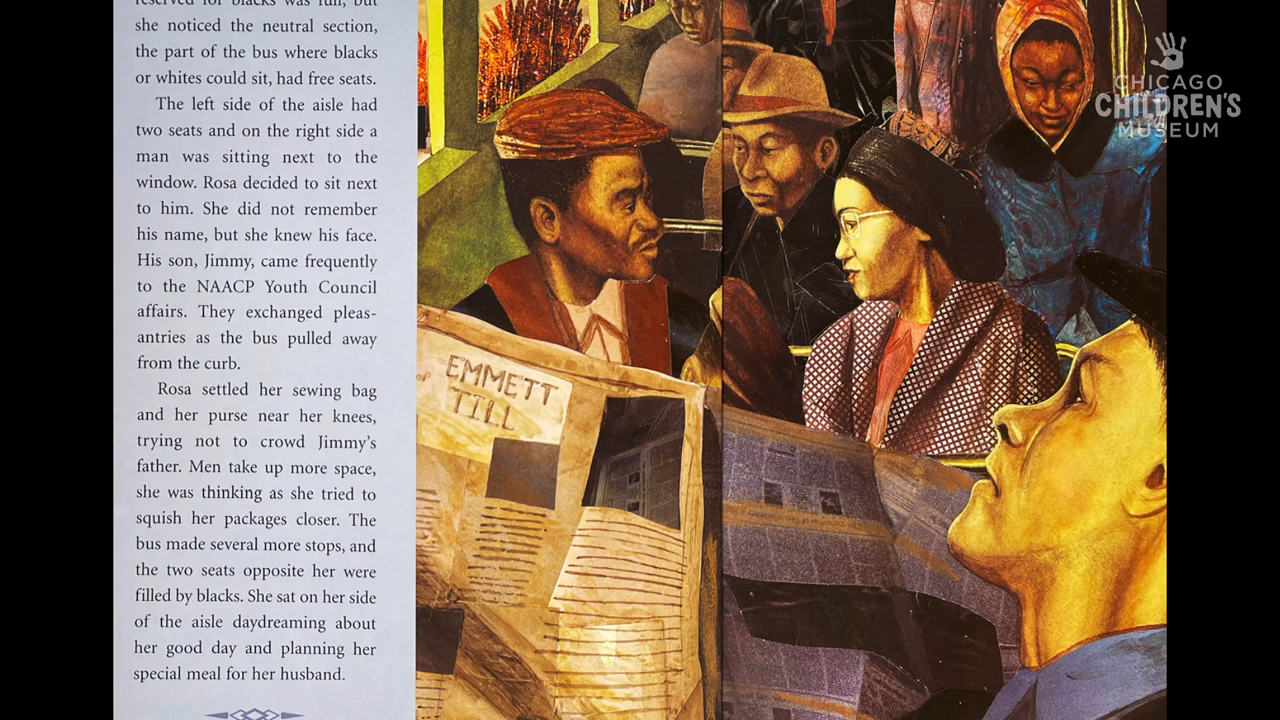 reserved for blacks was full, but
she noticed the neutral section,
the part of the bus where blacks
or whites could sit, had free seats.
The left side of the aisle had
two seats and on the right side a
man was sitting next to the
window. Rosa decided to sit next
to him. She did not remember
his name, but she knew his face.
His son, Jimmy, came frequently
to the NAACP Youth Council
affairs. They exchanged pleas-
antries as the bus pulled away
from the curb.
Rosa settled her sewing bag
and her purse near her knees,
trying not to crowd Jimmy's
father. Men take up more space,
she was thinking as she tried to
squish her packages closer. The
bus made several more stops, and
the two seats opposite her were
filled by blacks. She sat on her side
of the aisle daydreaming about
her good day and planning her
special meal for her husband.
of
EMMETT
TILL
CHICAGO
CHILDREN'S
MUSEUM